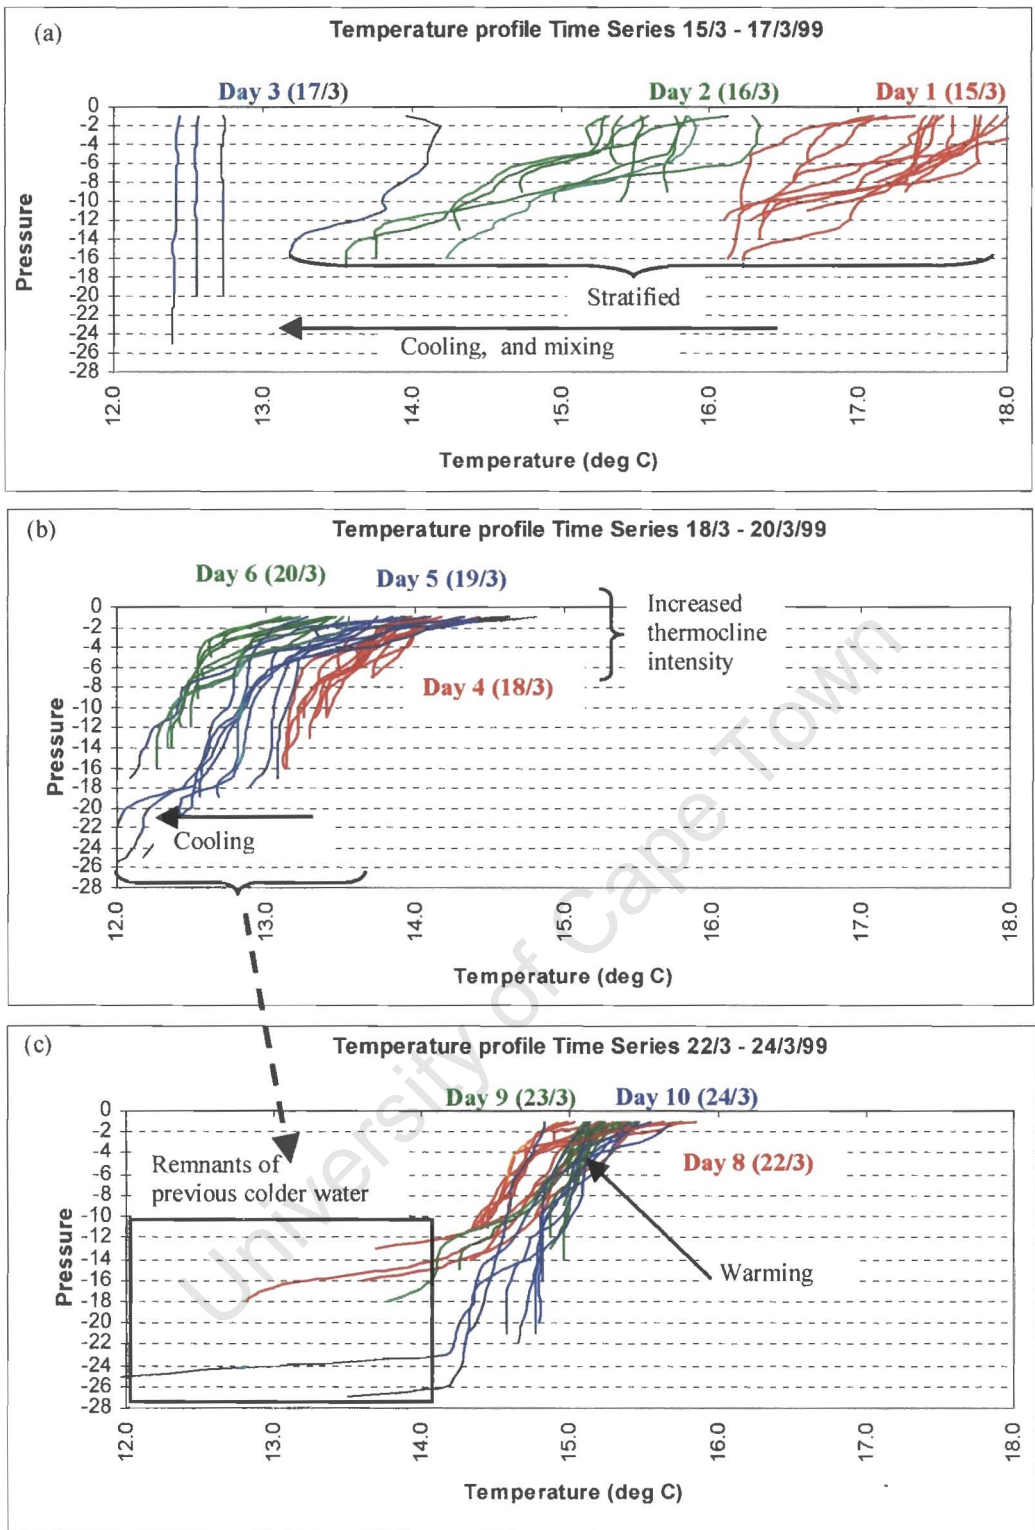 (a)
Temperature profile Time Series 15/3 - 17/3/99
Day 3 (17/3)
Day 2 (16/3)
Day 1 (15/3)
0
-2
-4
-6
-8
-10
-12
-14
-16
-18
-20
-22
-24
-26
-28
Pressure
Stratified
Cooling, and mixing
12.0
13.0
14.0
15.0
16.0
17.0
18.0
Temperature (deg C)
(b)
Temperature profile Time Series 18/3 - 20/3/99
Day 6 (20/3)
Day 5 (19/3)
Increased
thermocline
intensity
Day 4 (18/3)
0
-2
-4
-6
-8
-10
-12
-14
-16
-18
-20
-22
-24
-26
-28
Pressure
Cooling
12.0
13.0
14.0
15.0
16.0
17.0
18.0
Temperature (deg C)
(c)
Temperature profile Time Series 22/3 - 24/3/99
Day 9 (23/3)
Day 10 (24/3)
Day 8 (22/3)
Remnants of
previous colder water
0
-2
-4
-6
-8
-10
-12
-14
-16
-18
-20
-22
-24
-26
-28
Pressure
Warming
12.0
13.0
14.0
15.0
16.0
17.0
18.0
Temperature (deg C)
University of Cape Town